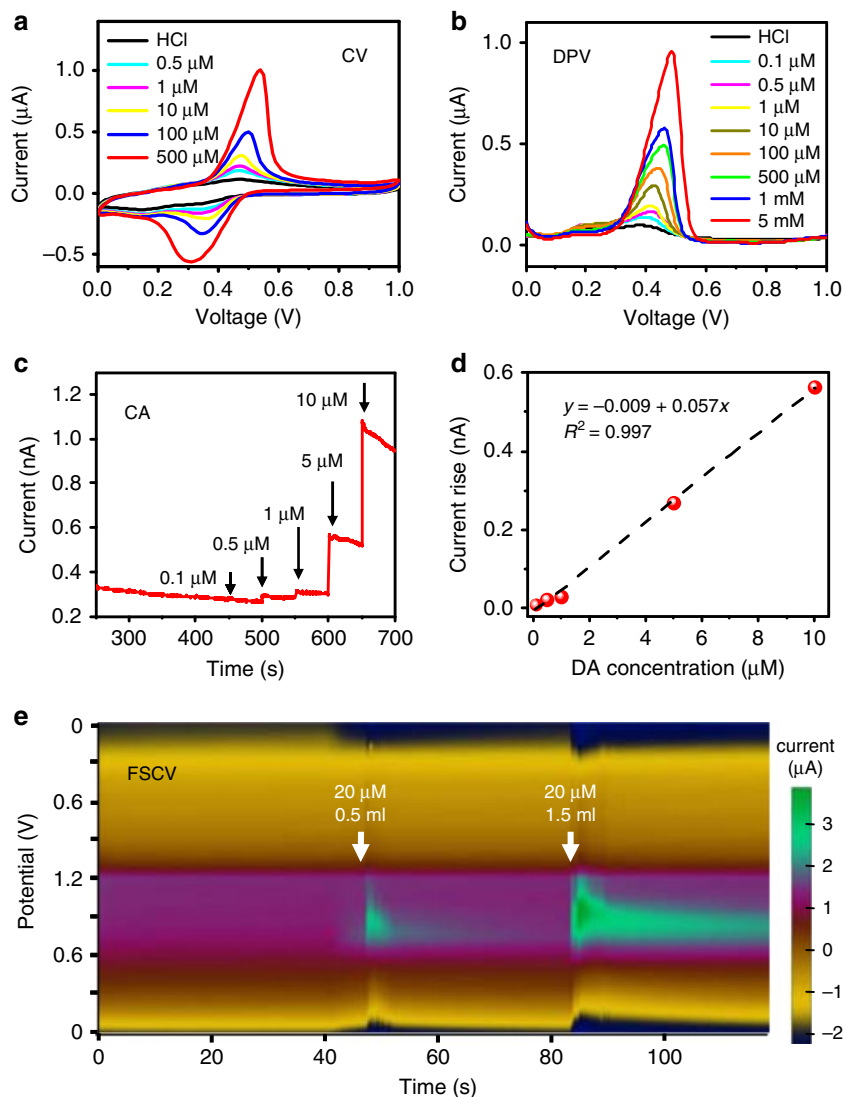 a
CV
HCl
0.5 μM
1 μM
10 μM
100 μM
500 μM
Current (μA)
1.0
0.5
0.0
−0.5
0.0 0.2 0.4 0.6 0.8 1.0
Voltage (V)
b
DPV
HCl
0.1 μM
0.5 μM
1 μM
10 μM
100 μM
500 μM
1 mM
5 mM
Current (μA)
1.0
0.5
0.0
0.0 0.2 0.4 0.6 0.8 1.0
Voltage (V)
c
CA
10 μM
5 μM
1 μM
0.5 μM
0.1 μM
Current (nA)
1.2
1.0
0.8
0.6
0.4
0.2
300 400 500 600 700
Time (s)
d
y = −0.009 + 0.057x
R² = 0.997
Current rise (nA)
0.6
0.4
0.2
0.0
0 2 4 6 8 10
DA concentration (μM)
e
FSCV
20 μM
0.5 ml
20 μM
1.5 ml
Potential (V)
0
0.6
1.2
0.6
0
0 20 40 60 80 100
Time (s)
current
(μA)
3
2
1
0
−1
−2